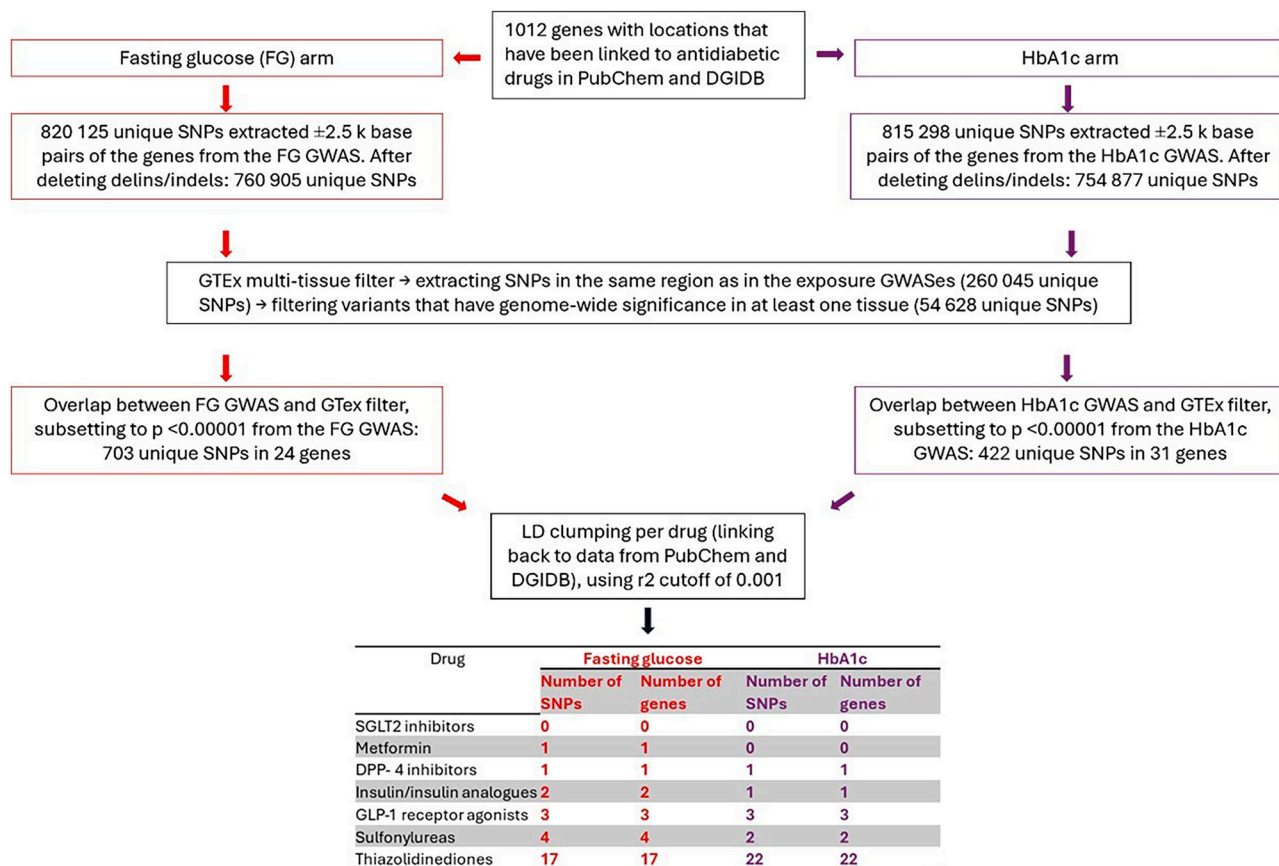 1012 genes with locations that
have been linked to antidiabetic
drugs in PubChem and DGIDB
Fasting glucose (FG) arm
HbA1c arm
820 125 unique SNPs extracted ±2.5 k base
pairs of the genes from the FG GWAS. After
deleting delins/indels: 760 905 unique SNPs
815 298 unique SNPs extracted ±2.5 k base
pairs of the genes from the HbA1c GWAS. After
deleting delins/indels: 754 877 unique SNPs
GTEx multi-tissue filter → extracting SNPs in the same region as in the exposure GWASes (260 045 unique
SNPs) → filtering variants that have genome-wide significance in at least one tissue (54 628 unique SNPs)
Overlap between FG GWAS and GTex filter,
subsetting to p <0.00001 from the FG GWAS:
703 unique SNPs in 24 genes
Overlap between HbA1c GWAS and GTEx filter,
subsetting to p <0.00001 from the HbA1c
GWAS: 422 unique SNPs in 31 genes
LD clumping per drug (linking
back to data from PubChem and
DGIDB), using r2 cutoff of 0.001
Drug Fasting glucose HbA1c
Number of Number of Number of Number of
SNPs genes SNPs genes
SGLT2 inhibitors 0 0 0 0
Metformin 1 1 0 0
DPP- 4 inhibitors 1 1 1 1
Insulin/insulin analogues 2 2 1 1
GLP-1 receptor agonists 3 3 3 3
Sulfonylureas 4 4 2 2
Thiazolidinediones 17 17 22 22